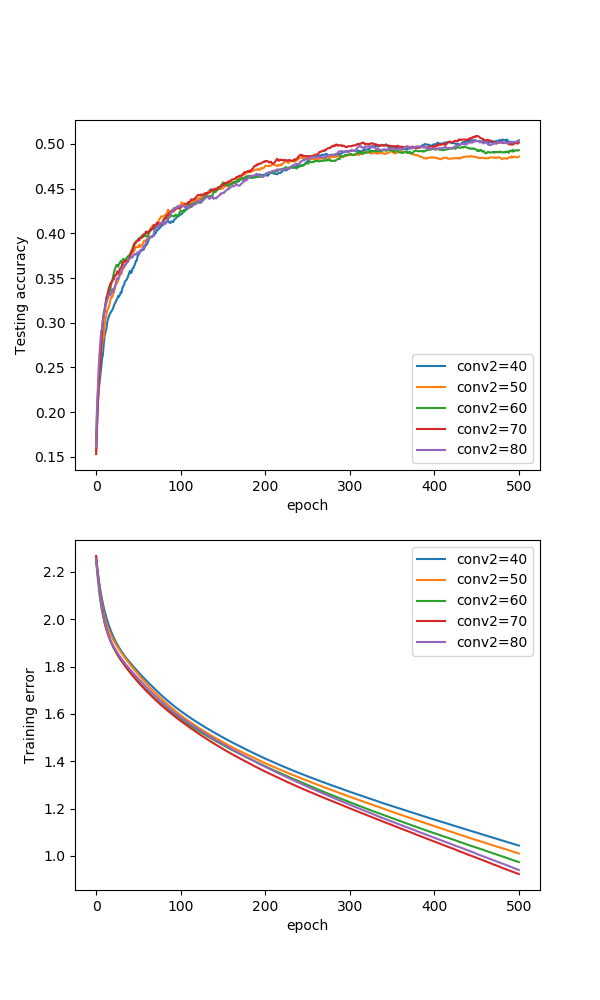 Testing accuracy
0.50
0.45
0.40
0.35
0.30
0.25
0.20
0.15
conv2=40
conv2=50
conv2=60
conv2=70
conv2=80
0 100 200 300 400 500
epoch
Training error
2.2
2.0
1.8
1.6
1.4
1.2
1.0
conv2=40
conv2=50
conv2=60
conv2=70
conv2=80
0 100 200 300 400 500
epoch